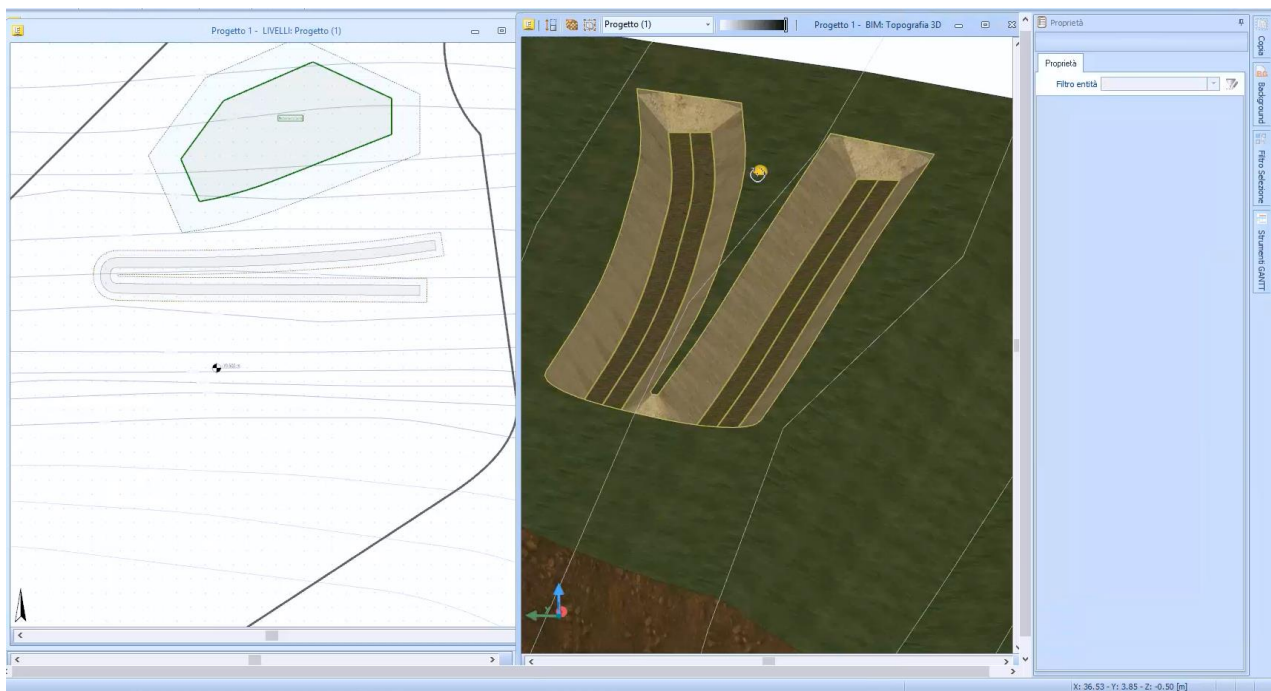 Progetto 1 - LIVELLI: Progetto (1)
Progetto (1)
Progetto 1 - BIM: Topografia 3D
Proprietà
Proprietà
Filtro entità
Copia
Background
Filtro Selezione
Strumenti GANTT
X: 36.53 - Y: 3.85 - Z: -0.50 [m]